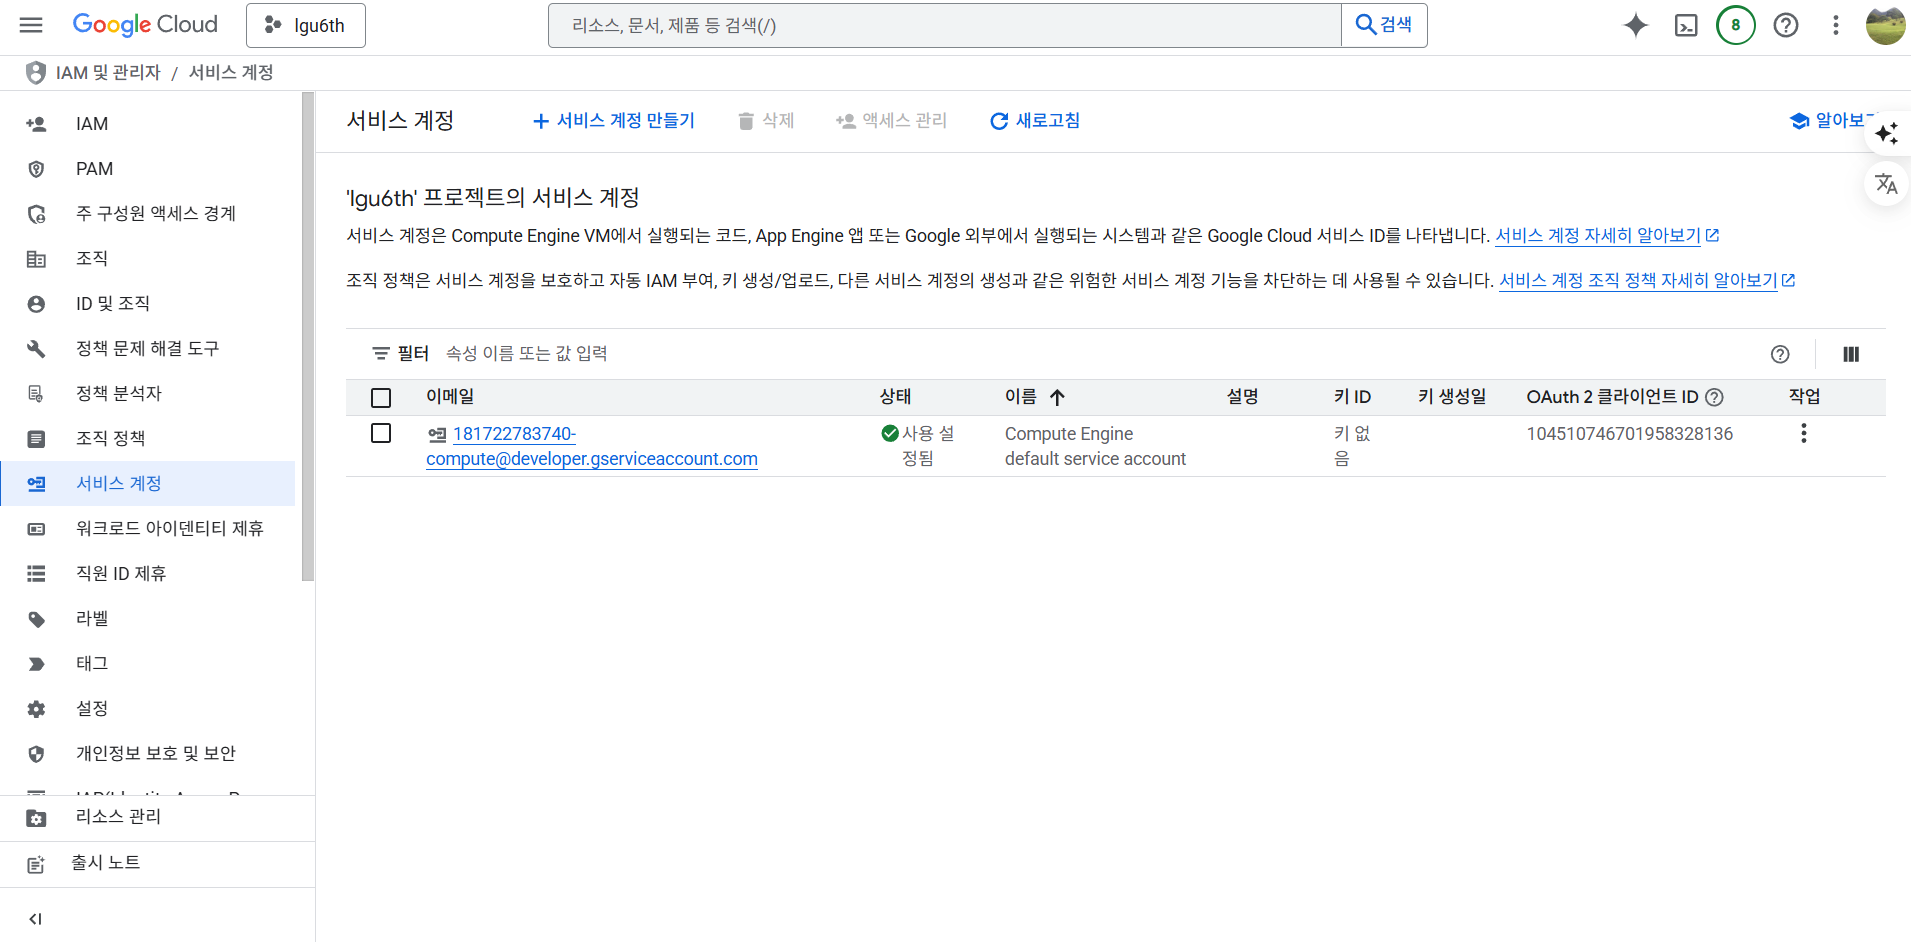 Google Cloud
lgu6th
리소스, 문서, 제품 등 검색(/)
검색
8
IAM 및 관리자 / 서비스 계정
IAM
PAM
주 구성원 액세스 경계
조직
ID 및 조직
정책 문제 해결 도구
정책 분석자
조직 정책
서비스 계정
워크로드 아이덴티티 제휴
직원 ID 제휴
라벨
태그
설정
개인정보 보호 및 보안
리소스 관리
출시 노트
서비스 계정
서비스 계정 만들기
삭제
액세스 관리
새로고침
'lgu6th' 프로젝트의 서비스 계정
서비스 계정은 Compute Engine VM에서 실행되는 코드, App Engine 앱 또는 Google 외부에서 실행되는 시스템과 같은 Google Cloud 서비스 ID를 나타냅니다. 서비스 계정 자세히 알아보기
조직 정책은 서비스 계정을 보호하고 자동 IAM 부여, 키 생성/업로드, 다른 서비스 계정의 생성과 같은 위험한 서비스 계정 기능을 차단하는 데 사용될 수 있습니다. 서비스 계정 조직 정책 자세히 알아보기
필터 속성 이름 또는 값 입력
이메일 상태 이름 설명 키 ID 키 생성일 OAuth 2 클라이언트 ID 작업
181722783740-
compute@developer.gserviceaccount.com
사용 설
정됨
Compute Engine
default service account
키 없
음
104510746701958328136